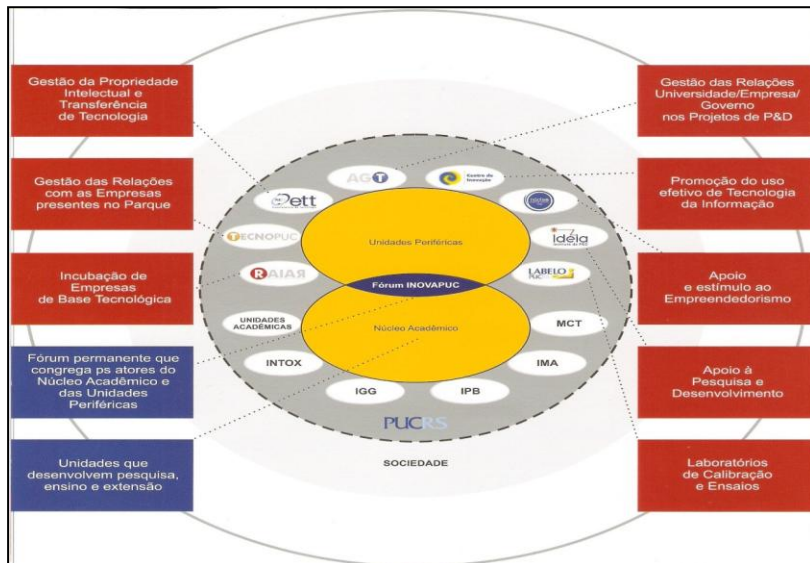 Gestão da Propriedade
Intelectual e
Transferência
de Tecnologia
Gestão das Relações
com as Empresas
presentes no Parque
Incubação de
Empresas
de Base Tecnológica
Fórum permanente que
congrega ps atores do
Núcleo Acadêmico e
das Unidades
Periféricas
Unidades que
desenvolvem pesquisa,
ensino e extensão
AGT
Centro de
Inovação
ett
TECNOPUC
idéia
RAIAR
LABELO
PUCRS
Unidades Periféricas
Fórum INOVAPUC
Núcleo Acadêmico
UNIDADES
ACADÊMICAS
MCT
INTOX
IMA
IGG
IPB
PUCRS
SOCIEDADE
Gestão das Relações
Universidade/Empresa/
Governo
nos Projetos de P&D
Promoção do uso
efetivo de Tecnologia
da Informação
Apoio
e estímulo ao
Empreendedorismo
Apoio à
Pesquisa e
Desenvolvimento
Laboratórios
de Calibração
e Ensaios